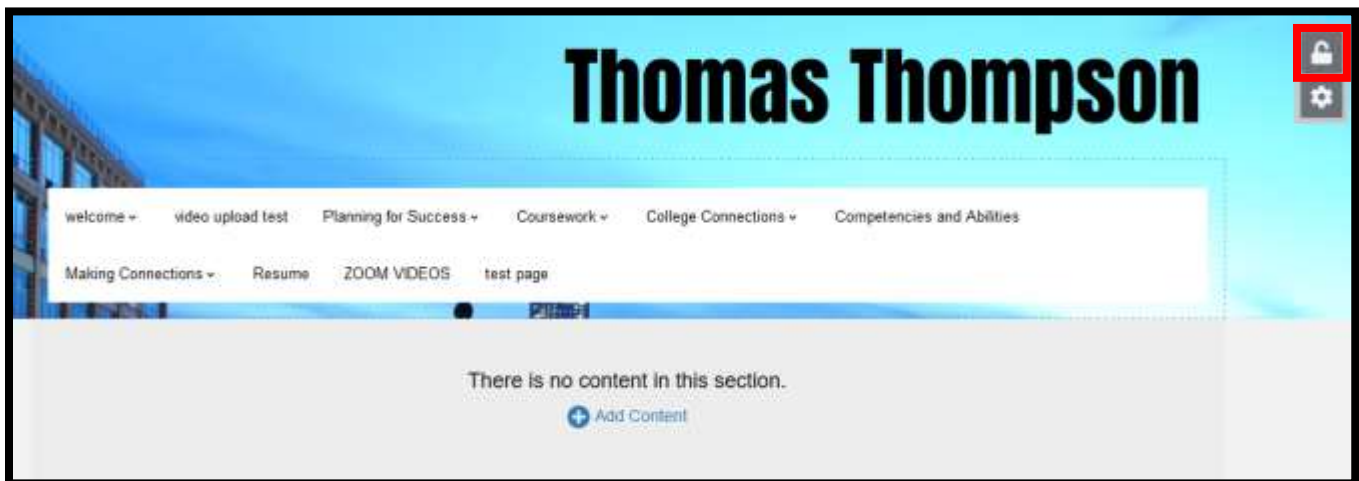 Thomas Thompson
welcome video upload test Planning for Success Coursework College Connections Competencies and Abilities
Making Connections Resume ZOOM VIDEOS test page
There is no content in this section.
Add Content